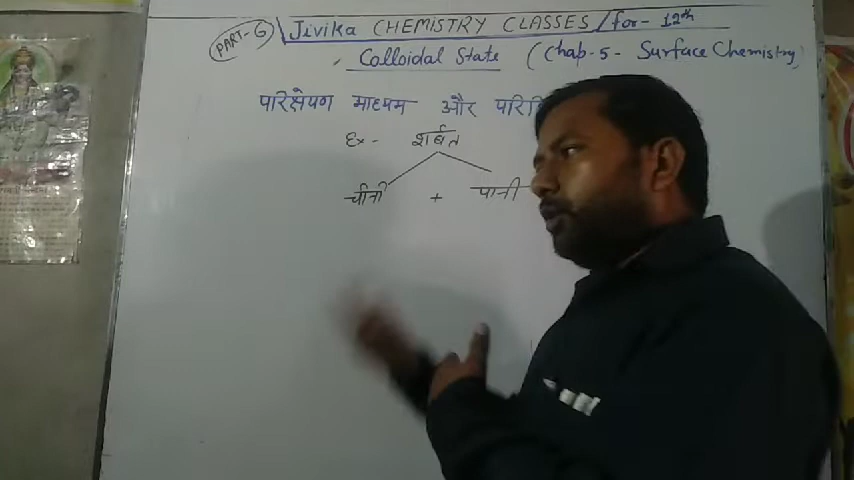 PART-6 Jivika CHEMISTRY CLASSES / for - 12th
Colloidal State (Chap-5- Surface Chemistry)
परिक्षेपण माध्यम और
Ex - शर्बत
चीनी + पानी